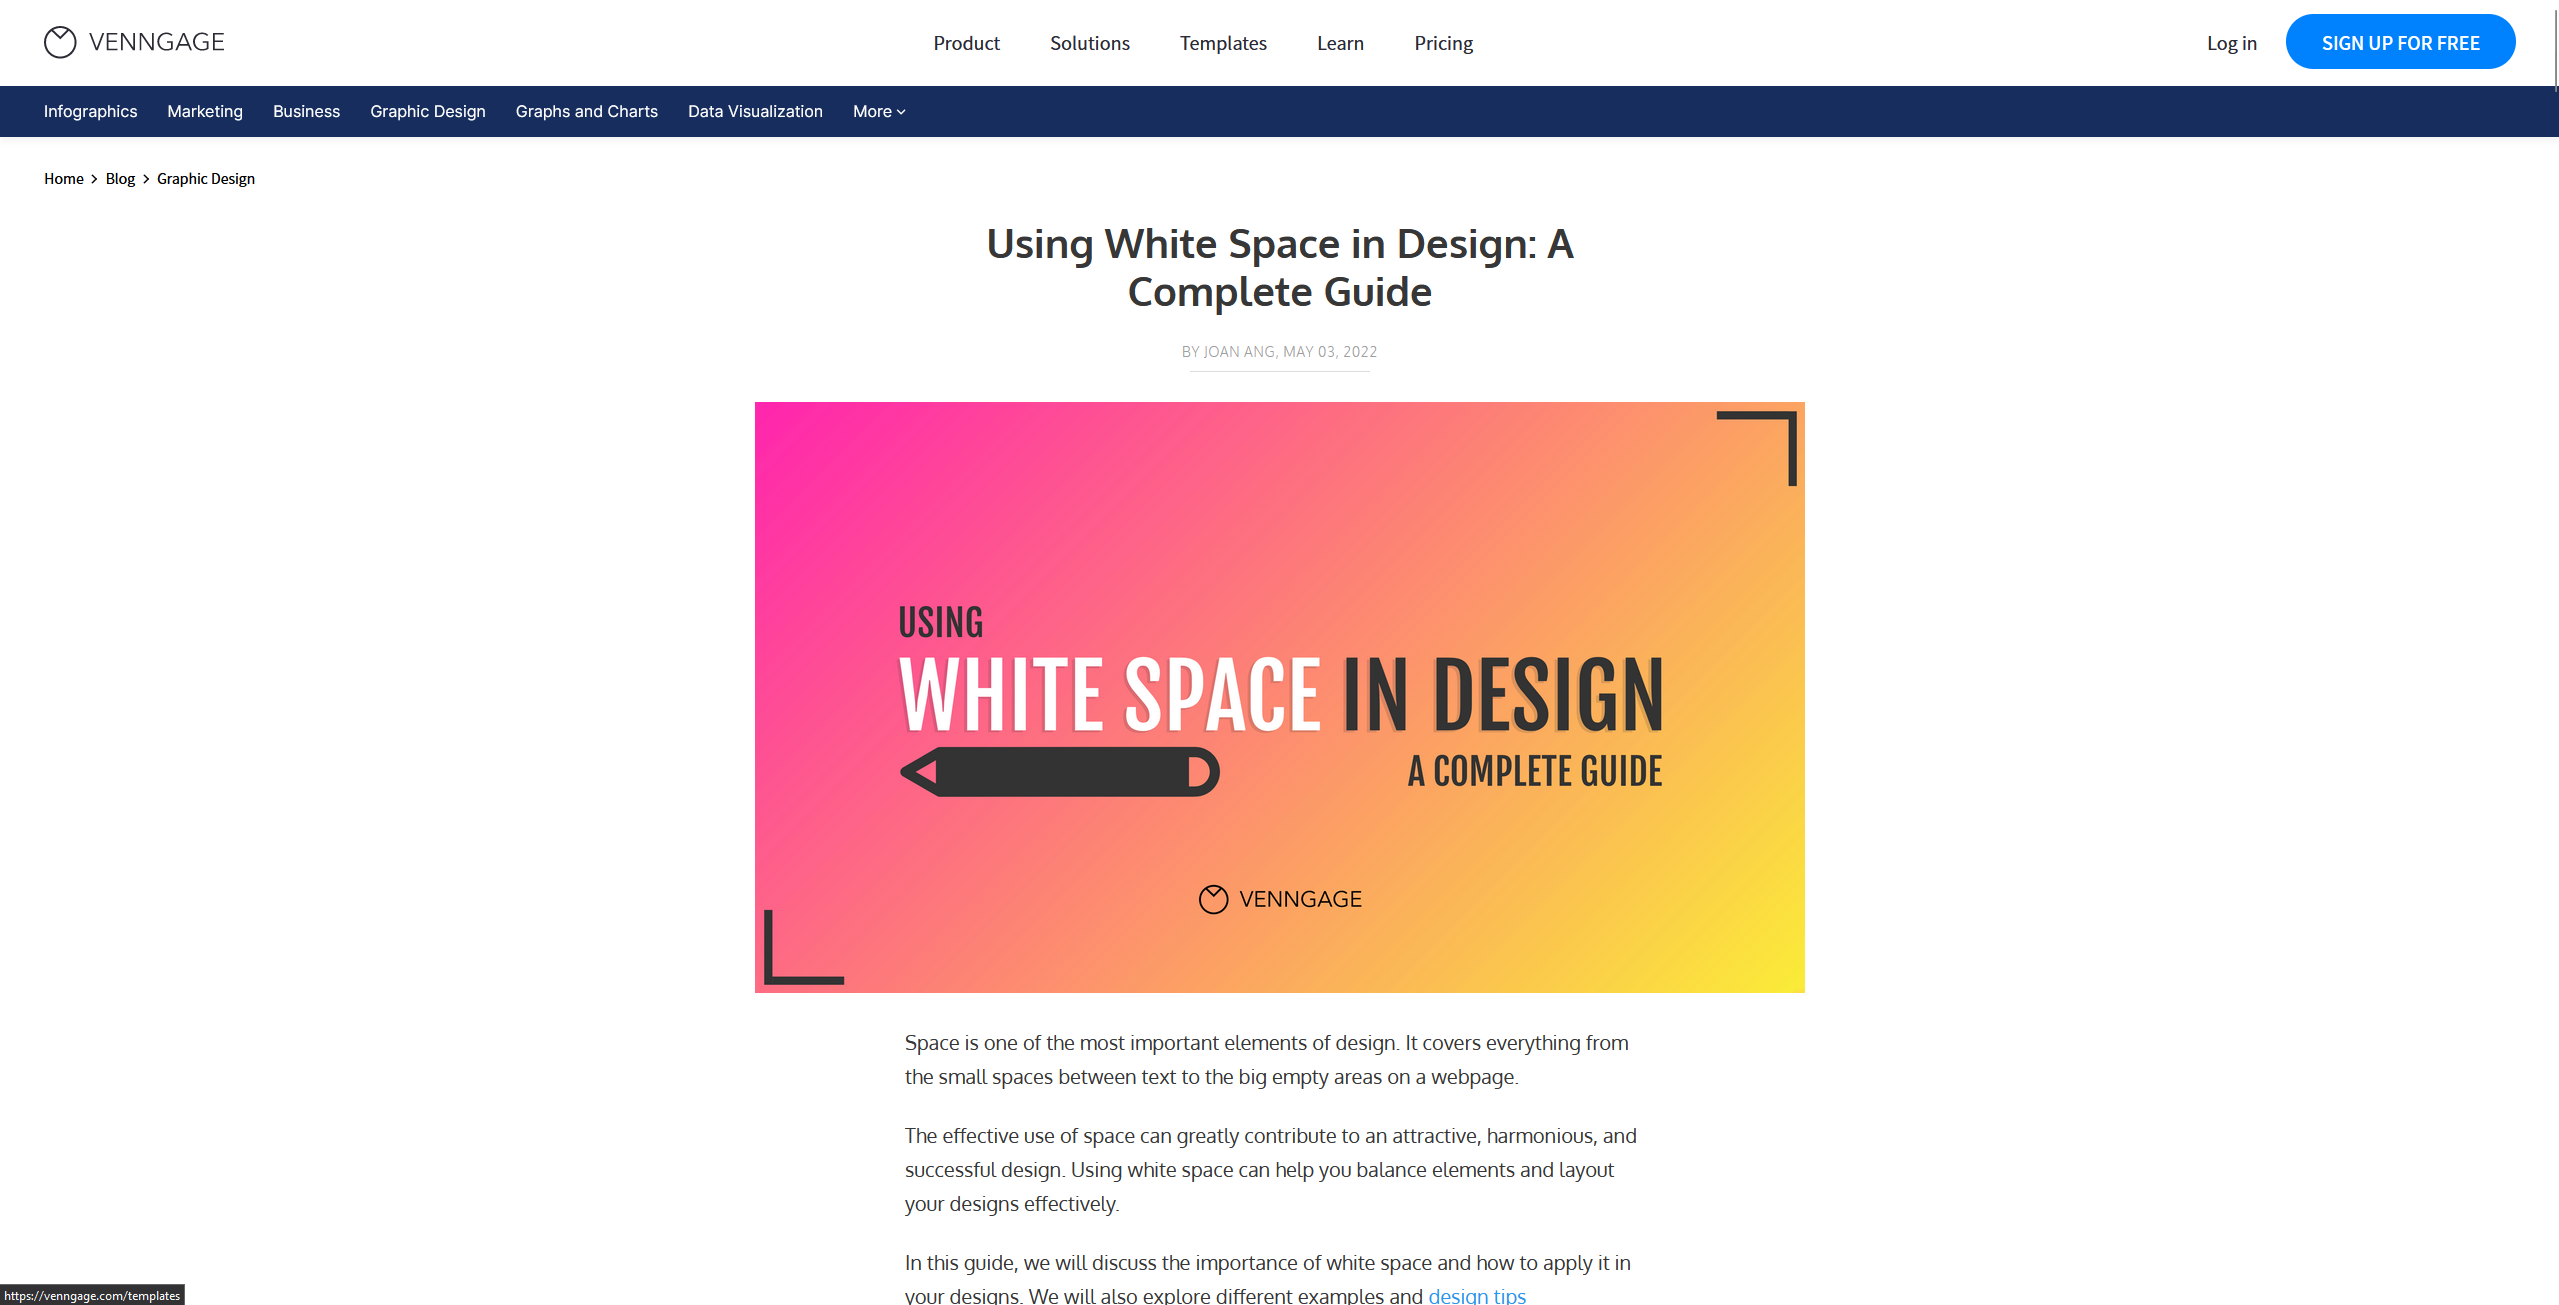 VENNGAGE
Product Solutions Templates Learn Pricing
Log in SIGN UP FOR FREE
Infographics Marketing Business Graphic Design Graphs and Charts Data Visualization More
Home > Blog > Graphic Design
Using White Space in Design: A
Complete Guide
BY JOAN ANG, MAY 03, 2022
USING
WHITE SPACE IN DESIGN
A COMPLETE GUIDE
VENNGAGE
Space is one of the most important elements of design. It covers everything from
the small spaces between text to the big empty areas on a webpage.
The effective use of space can greatly contribute to an attractive, harmonious, and
successful design. Using white space can help you balance elements and layout
your designs effectively.
In this guide, we will discuss the importance of white space and how to apply it in
your designs. We will also explore different examples and design tips
https://venngage.com/templates